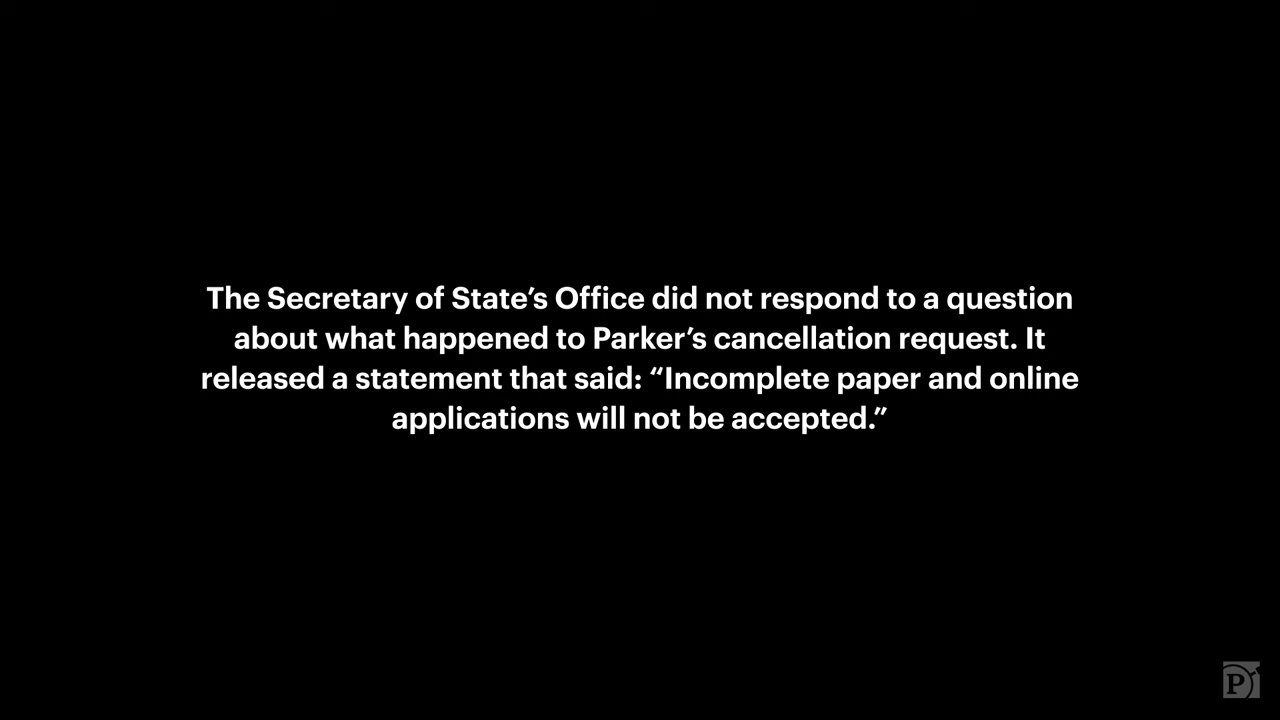 The Secretary of State’s Office did not respond to a question
about what happened to Parker’s cancellation request. It
released a statement that said: “Incomplete paper and online
applications will not be accepted.”
P